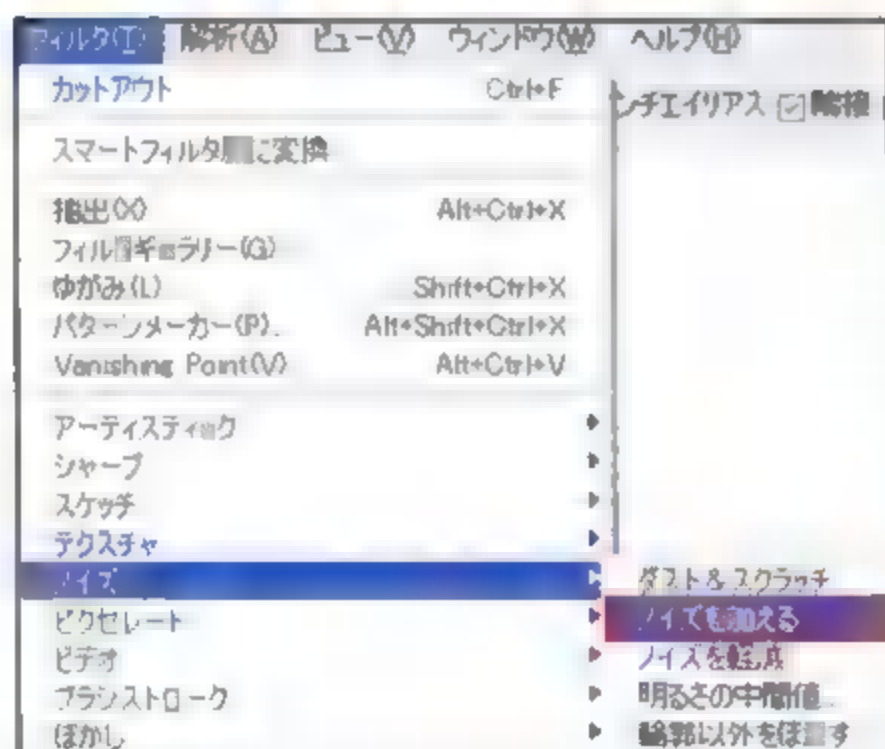 フィルタ(T) 解析(A) ビュー(V) ウィンドウ(W) ヘルプ(H)
カットアウト Ctrl+F
ンチエイリアス
スマートフィルタ用に変換
抽出(X) Alt+Ctrl+X
フィルタギャラリー(G)
ゆがみ(L) Shift+Ctrl+X
パターンメーカー(P)... Alt+Shift+Ctrl+X
Vanishing Point(V) Alt+Ctrl+V
アーティスティック
シャープ
スケッチ
テクスチャ
ノイズ ダスト&スクラッチ
ピクセレート ノイズを加える
ビデオ ノイズを軽減
ブラシストローク 明るさの中間値...
ぼかし 輪郭以外をぼかす